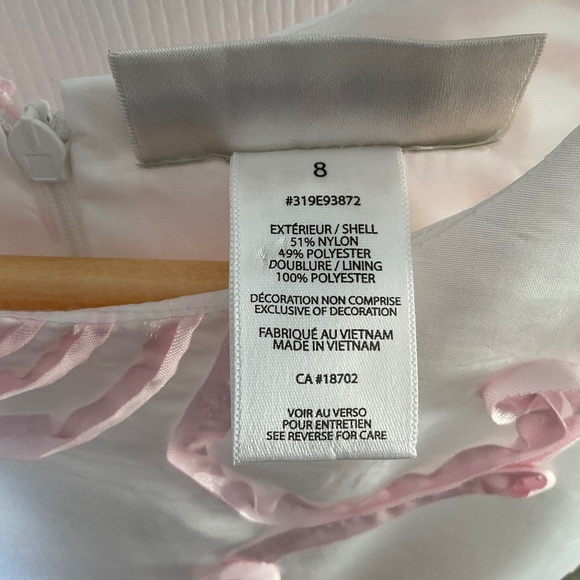 8
#319E93872
EXTÉRIEUR / SHELL
51% NYLON
49% POLYESTER
DOUBLURE / LINING
100% POLYESTER
DÉCORATION NON COMPRISE
EXCLUSIVE OF DECORATION
FABRIQUÉ AU VIETNAM
MADE IN VIETNAM
CA #18702
VOIR AU VERSO
POUR ENTRETIEN
SEE REVERSE FOR CARE